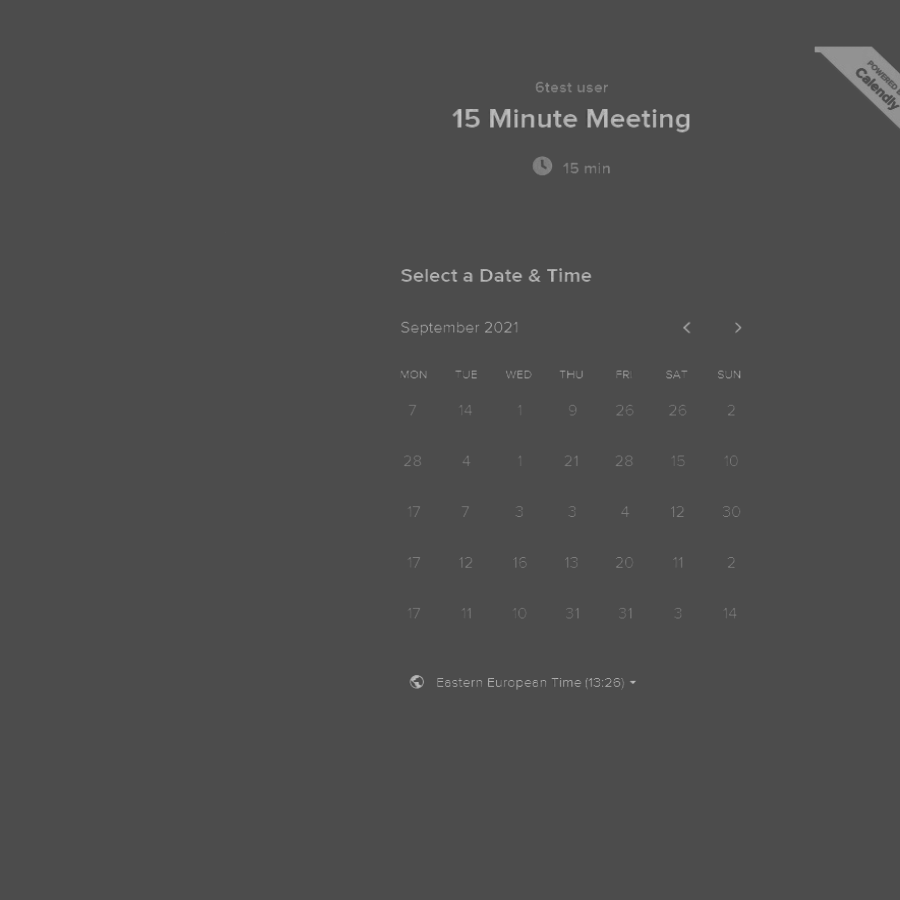 6test user
15 Minute Meeting
15 min
POWERED
Calendly
Select a Date & Time
September 2021
MON TUE WED THU FRI SAT SUN
7 14 1 9 26 26 2
28 4 1 21 28 15 10
17 7 3 3 4 12 30
17 12 16 13 20 11 2
17 11 10 31 31 3 14
Eastern European Time (13:26)